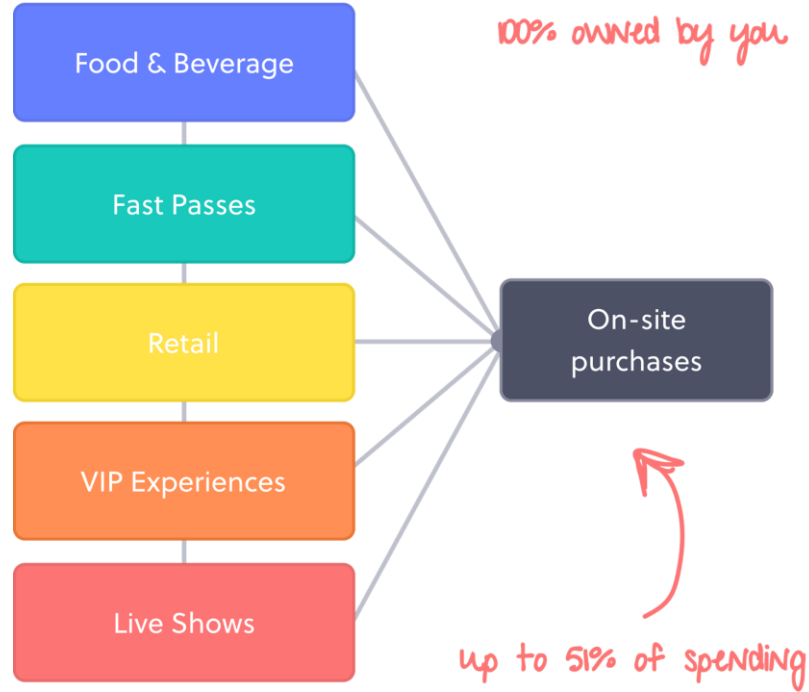 Food & Beverage
100% owned by you
Fast Passes
Retail
On-site
purchases
VIP Experiences
Live Shows
up to 51% of spending